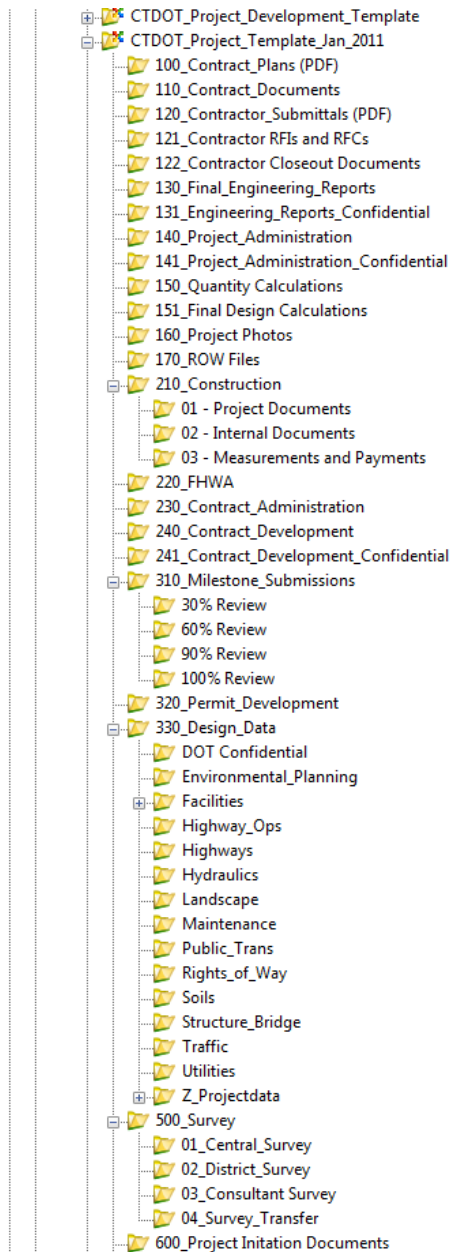 CTDOT_Project_Development_Template
CTDOT_Project_Template_Jan_2011
100_Contract_Plans (PDF)
110_Contract_Documents
120_Contractor_Submittals (PDF)
121_Contractor RFIs and RFCs
122_Contractor Closeout Documents
130_Final_Engineering_Reports
131_Engineering_Reports_Confidential
140_Project_Administration
141_Project_Administration_Confidential
150_Quantity Calculations
151_Final Design Calculations
160_Project Photos
170_ROW Files
210_Construction
01 - Project Documents
02 - Internal Documents
03 - Measurements and Payments
220_FHWA
230_Contract_Administration
240_Contract_Development
241_Contract_Development_Confidential
310_Milestone_Submissions
30% Review
60% Review
90% Review
100% Review
320_Permit_Development
330_Design_Data
DOT Confidential
Environmental_Planning
Facilities
Highway_Ops
Highways
Hydraulics
Landscape
Maintenance
Public_Trans
Rights_of_Way
Soils
Structure_Bridge
Traffic
Utilities
Z_Projectdata
500_Survey
01_Central_Survey
02_District_Survey
03_Consultant Survey
04_Survey_Transfer
600_Project Initation Documents